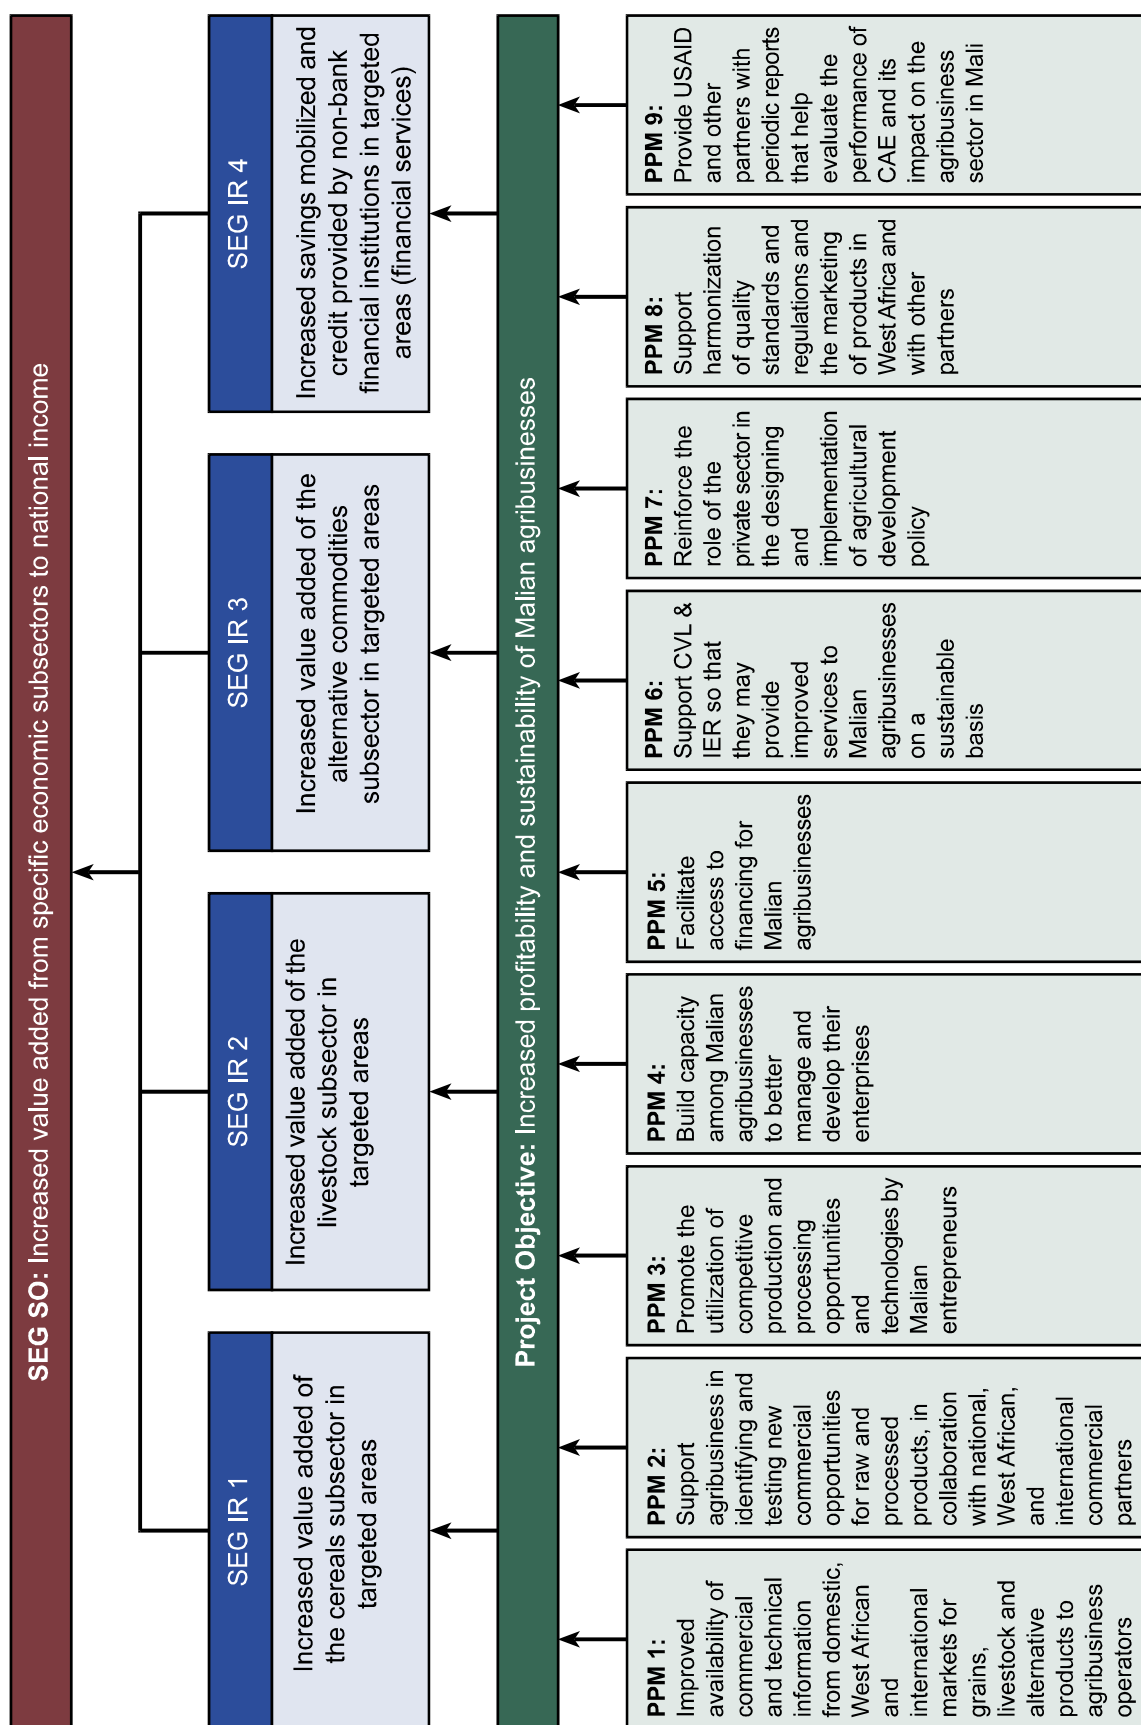 SEG SO: Increased value added from specific economic subsectors to national income
SEG IR 1
Increased value added of
the cereals subsector in
targeted areas
SEG IR 2
Increased value added of the
livestock subsector in
targeted areas
SEG IR 3
Increased value added of the
alternative commodities
subsector in targeted areas
SEG IR 4
Increased savings mobilized and
credit provided by non-bank
financial institutions in targeted
areas (financial services)
Project Objective: Increased profitability and sustainability of Malian agribusinesses
PPM 1:
Improved
availability of
commercial
and technical
information
from domestic,
West African
and
international
markets for
grains,
livestock and
alternative
products to
agribusiness
operators
PPM 2:
Support
agribusiness in
identifying and
testing new
commercial
opportunities
for raw and
processed
products, in
collaboration
with national,
West African,
and
international
commercial
partners
PPM 3:
Promote the
utilization of
competitive
production and
processing
opportunities
and
technologies by
Malian
entrepreneurs
PPM 4:
Build capacity
among Malian
agribusinesses
to better
manage and
develop their
enterprises
PPM 5:
Facilitate
access to
financing for
Malian
agribusinesses
PPM 6:
Support CVL &
IER so that
they may
provide
improved
services to
Malian
agribusinesses
on a
sustainable
basis
PPM 7:
Reinforce the
role of the
private sector in
the designing
and
implementation
of agricultural
development
policy
PPM 8:
Support
harmonization
of quality
standards and
regulations and
the marketing
of products in
West Africa and
with other
partners
PPM 9:
Provide USAID
and other
partners with
periodic reports
that help
evaluate the
performance of
CAE and its
impact on the
agribusiness
sector in Mali